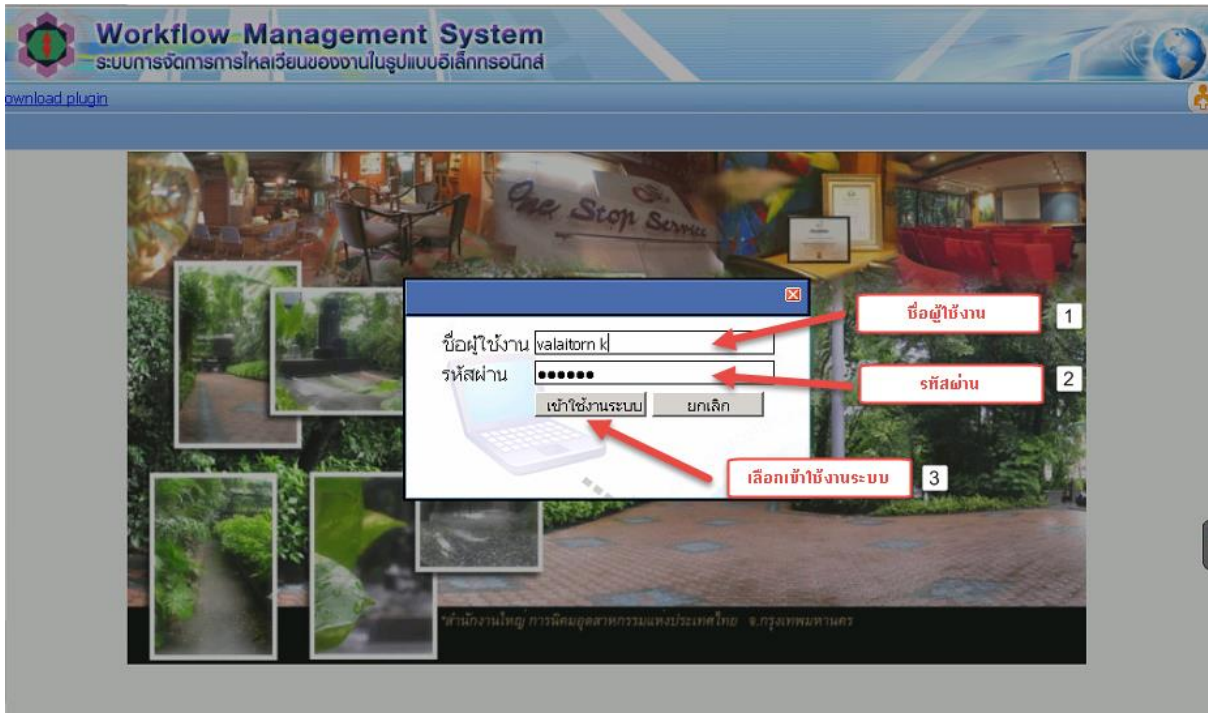 Workflow Management System
ระบบการจัดการการไหลเวียนของงานในรูปแบบอิเล็กทรอนิกส์
ownload plugin
One Stop Service
ชื่อผู้ใช้งาน valaitorn k
ชื่อผู้ใช้งาน 1
รหัสผ่าน ●●●●●●
รหัสผ่าน 2
เข้าใช้งานระบบ ยกเลิก
เลือกเข้าใช้งานระบบ 3
"สำนักงานใหญ่ การนิคมอุตสาหกรรมแห่งประเทศไทย จ.กรุงเทพมหานคร